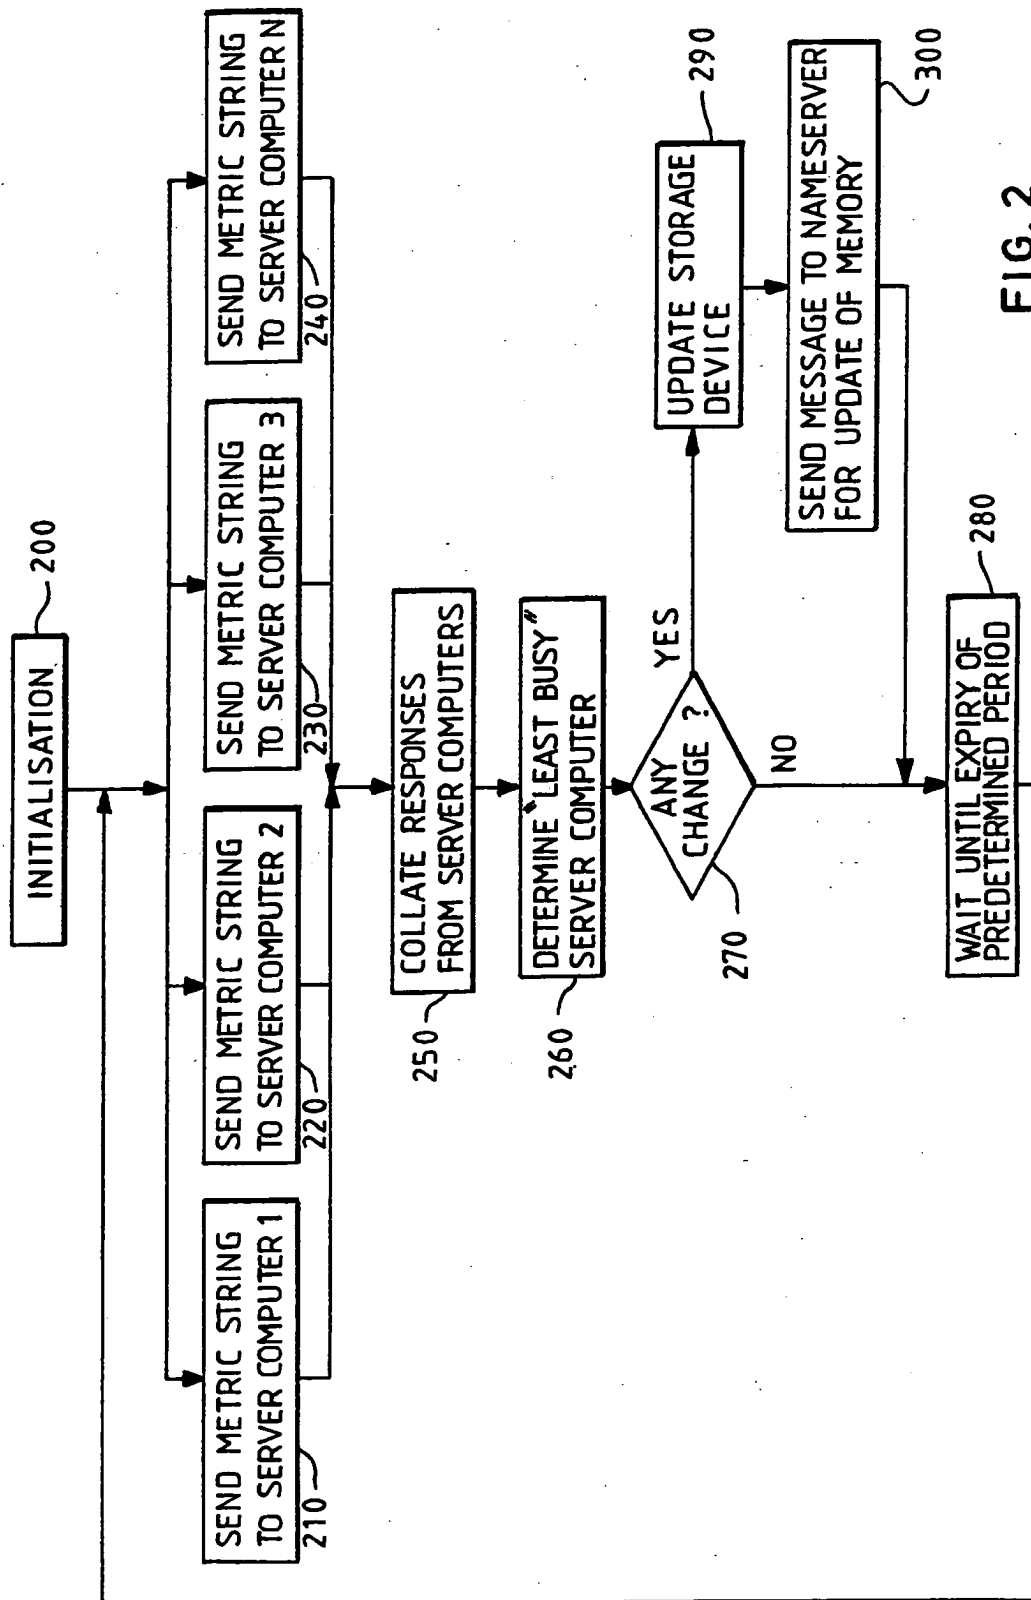 INITIALISATION
200
SEND METRIC STRING
TO SERVER COMPUTER 1
210
SEND METRIC STRING
TO SERVER COMPUTER 2
220
SEND METRIC STRING
TO SERVER COMPUTER 3
230
SEND METRIC STRING
TO SERVER COMPUTER N
240
COLLATE RESPONSES
FROM SERVER COMPUTERS
250
DETERMINE "LEAST BUSY"
SERVER COMPUTER
260
ANY
CHANGE ?
270
YES
NO
UPDATE STORAGE
DEVICE
290
SEND MESSAGE TO NAMESERVER
FOR UPDATE OF MEMORY
300
WAIT UNTIL EXPIRY OF
PREDETERMINED PERIOD
280
FIG. 2